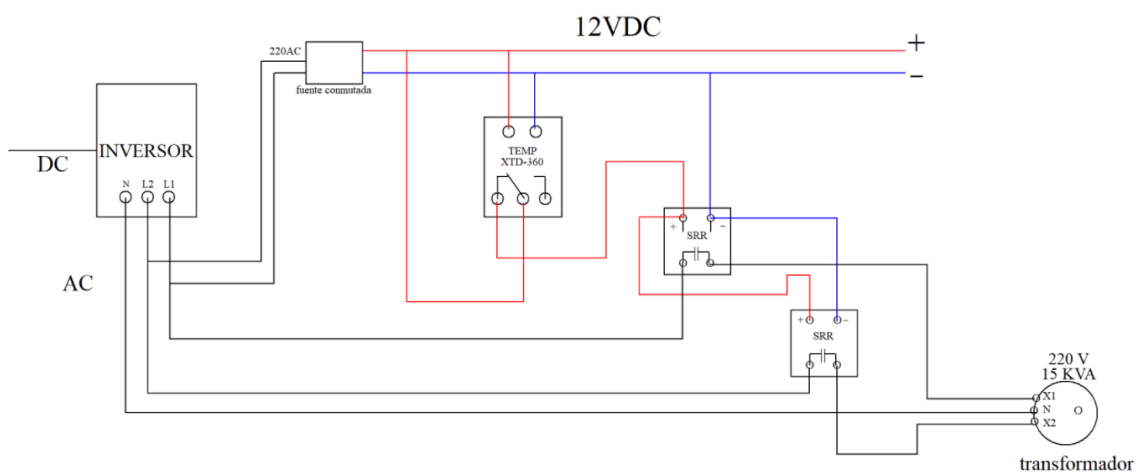 12VDC
+
−
220AC
fuente conmutada
INVERSOR
DC
N L2 L1
AC
TEMP
XTD-360
+ −
SRR
+ −
SRR
220 V
15 KVA
X1
N O
X2
transformador